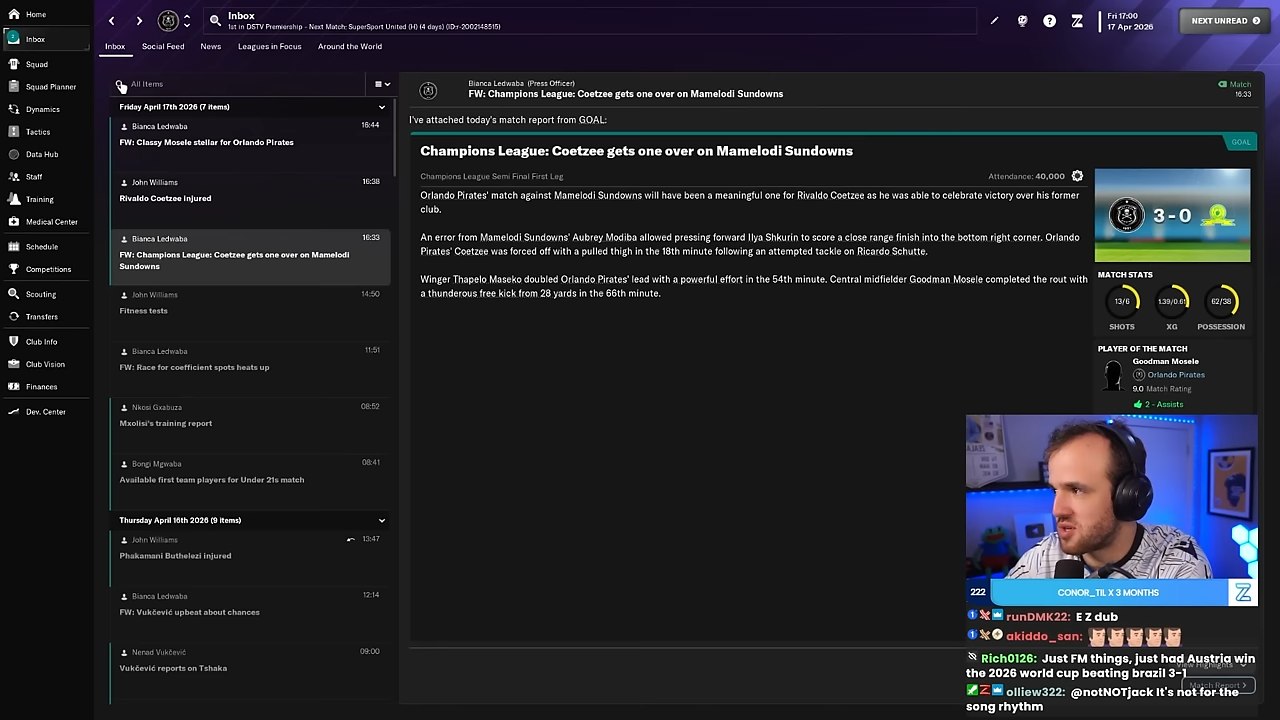 Home
Inbox
Squad
Squad Planner
Dynamics
Tactics
Data Hub
Staff
Training
Medical Center
Schedule
Competitions
Scouting
Transfers
Club Info
Club Vision
Finances
Dev. Center
Inbox
1st in DSTV Premiership - Next Match: SuperSport United (H) (4 days) (ID:r-2002148515)
Fri 17:00
17 Apr 2026
NEXT UNREAD
Inbox
Social Feed
News
Leagues in Focus
Around the World
All Items
Friday April 17th 2026 (7 items)
Bianca Ledwaba 16:44
FW: Classy Mosele stellar for Orlando Pirates
John Williams 16:38
Rivaldo Coetzee injured
Bianca Ledwaba 16:33
FW: Champions League: Coetzee gets one over on Mamelodi
Sundowns
John Williams 14:50
Fitness tests
Bianca Ledwaba 11:51
FW: Race for coefficient spots heats up
Nkosi Gxabuza 08:52
Mxolisi's training report
Bongi Mgwaba 08:41
Available first team players for Under 21s match
Thursday April 16th 2026 (9 items)
John Williams 13:47
Phakamani Buthelezi injured
Bianca Ledwaba 12:14
FW: Vukčević upbeat about chances
Nenad Vukčević 09:00
Vukčević reports on Tshaka
Bianca Ledwaba (Press Officer)
FW: Champions League: Coetzee gets one over on Mamelodi Sundowns
Match
16:33
I've attached today's match report from GOAL:
GOAL
Champions League: Coetzee gets one over on Mamelodi Sundowns
Champions League Semi Final First Leg
Attendance: 40,000
Orlando Pirates' match against Mamelodi Sundowns will have been a meaningful one for Rivaldo Coetzee as he was able to celebrate victory over his former
club.
An error from Mamelodi Sundowns' Aubrey Modiba allowed pressing forward Ilya Shkurin to score a close range finish into the bottom right corner. Orlando
Pirates' Coetzee was forced off with a pulled thigh in the 18th minute following an attempted tackle on Ricardo Schutte.
Winger Thapelo Maseko doubled Orlando Pirates' lead with a powerful effort in the 54th minute. Central midfielder Goodman Mosele completed the rout with
a thunderous free kick from 28 yards in the 66th minute.
3-0
MATCH STATS
13/6
1.39/0.61
62/38
SHOTS
XG
POSSESSION
PLAYER OF THE MATCH
Goodman Mosele
Orlando Pirates
9.0 Match Rating
2 - Assists
222
CONOR_TIL X 3 MONTHS
runDMK22: E Z dub
akiddo_san:
Rich0126: Just FM things, just had Austria win
the 2026 world cup beating brazil 3-1
View Highlights
olliew322: @notNOTjack It's not for the
song rhythm
Match Report